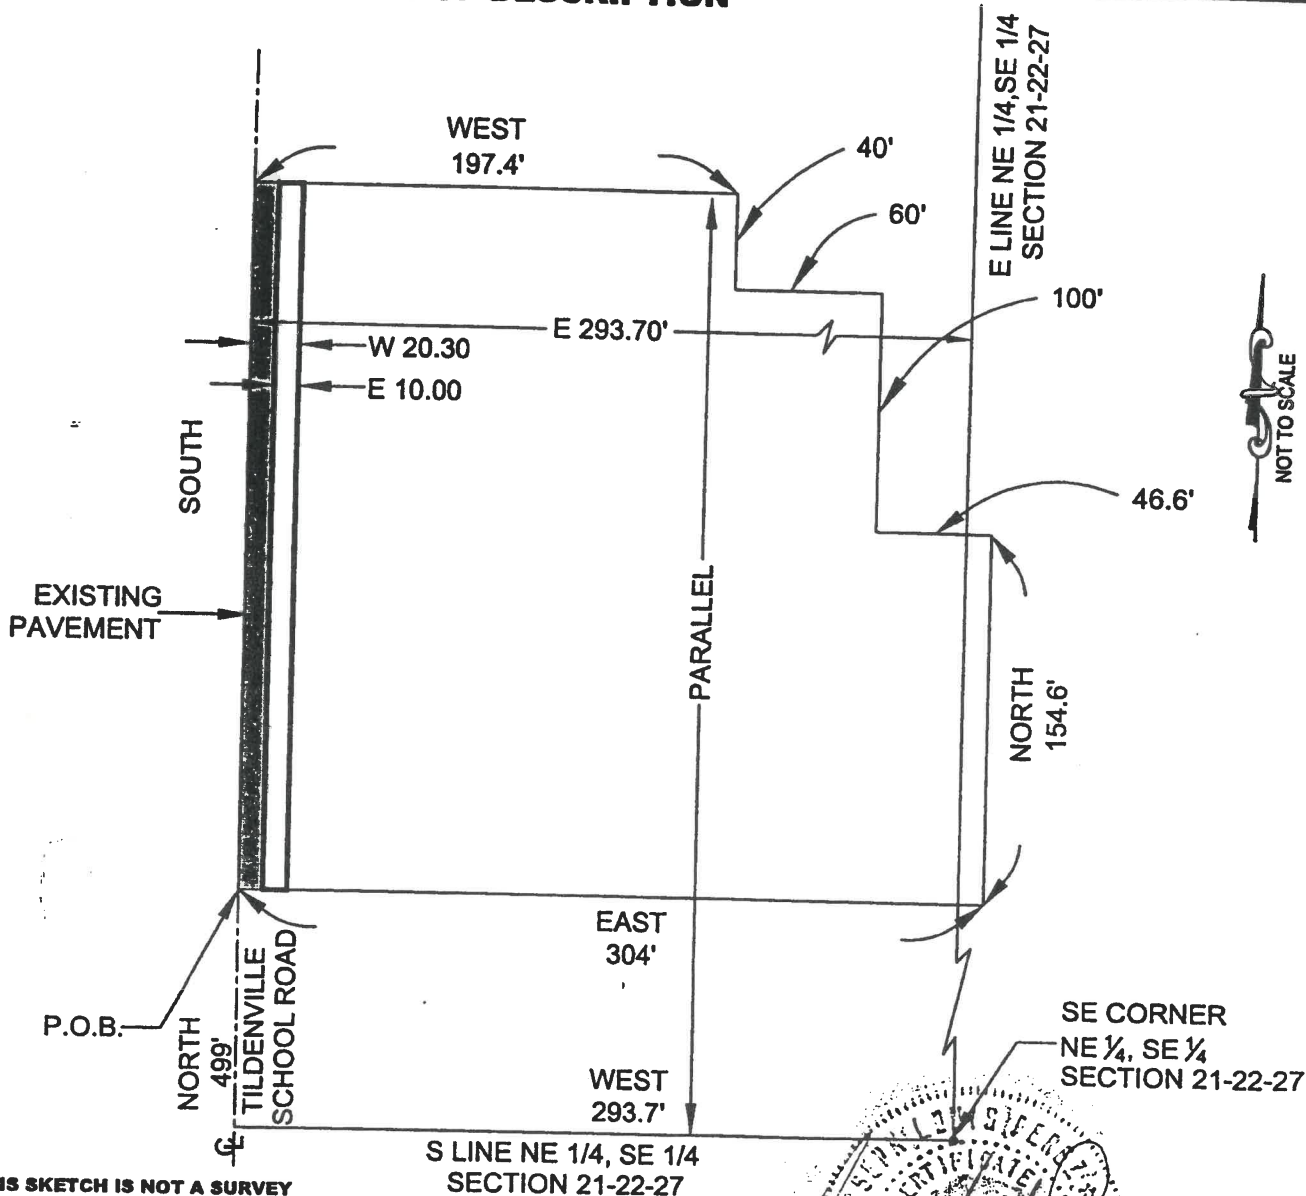 DESCRIPTION
E LINE NE 1/4,SE 1/4
SECTION 21-22-27
WEST
197.4'
40'
60'
100'
E 293.70'
W 20.30
E 10.00
NOT TO SCALE
SOUTH
46.6'
EXISTING
PAVEMENT
PARALLEL
NORTH
154.6'
EAST
304'
P.O.B.
NORTH
499'
TILDENVILLE
SCHOOL ROAD
SE CORNER
NE ¼, SE ¼
SECTION 21-22-27
WEST
293.7'
℄
S LINE NE 1/4, SE 1/4
SECTION 21-22-27
IS SKETCH IS NOT A SURVEY